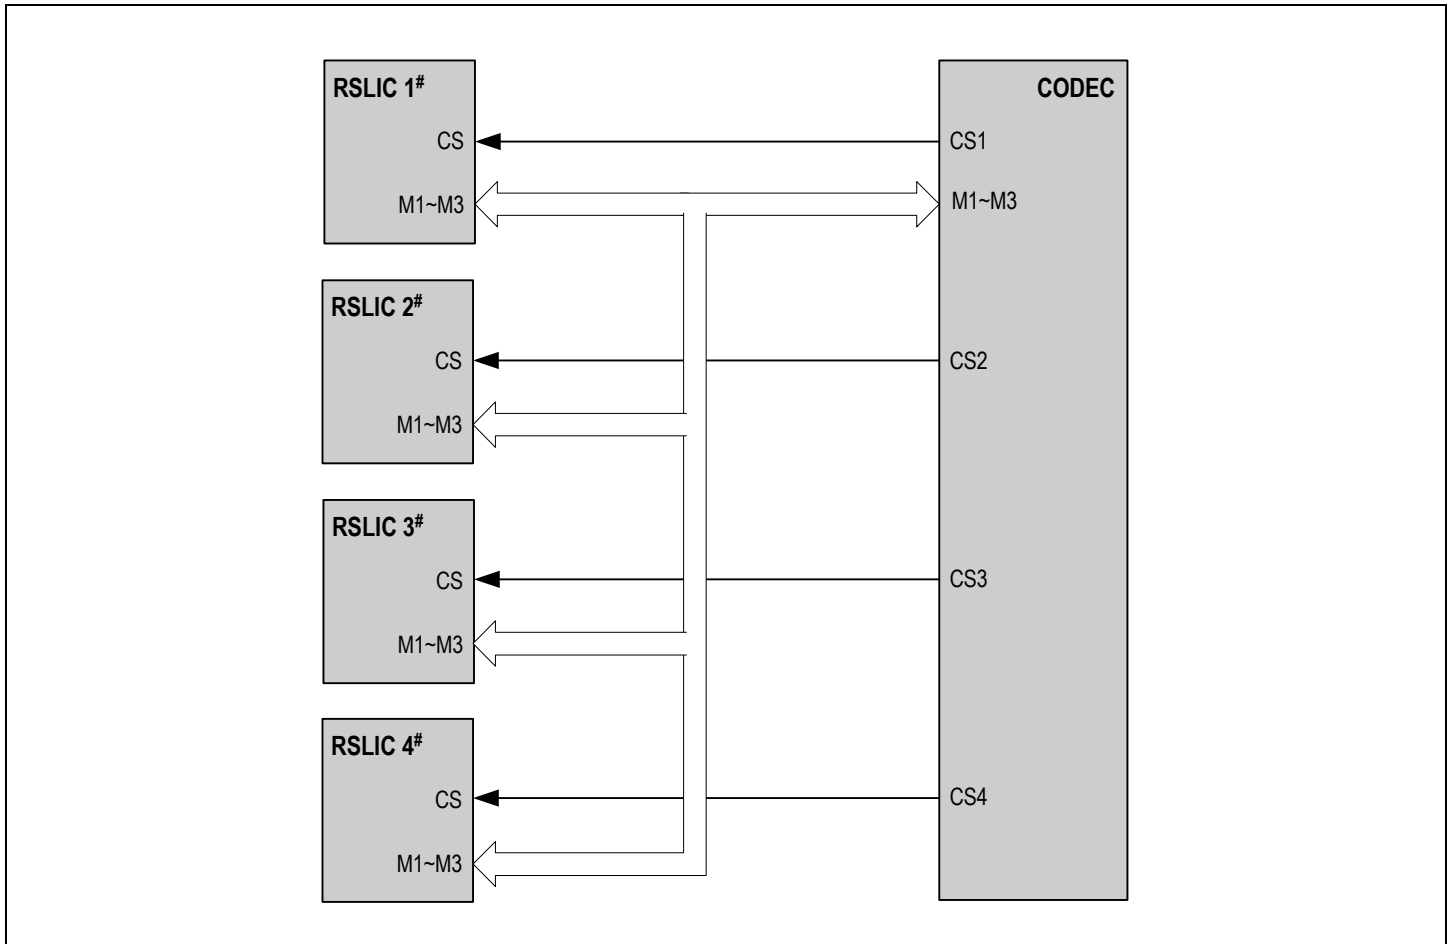 RSLIC 1#
CS
M1~M3
RSLIC 2#
CS
M1~M3
RSLIC 3#
CS
M1~M3
RSLIC 4#
CS
M1~M3
CODEC
CS1
M1~M3
CS2
CS3
CS4